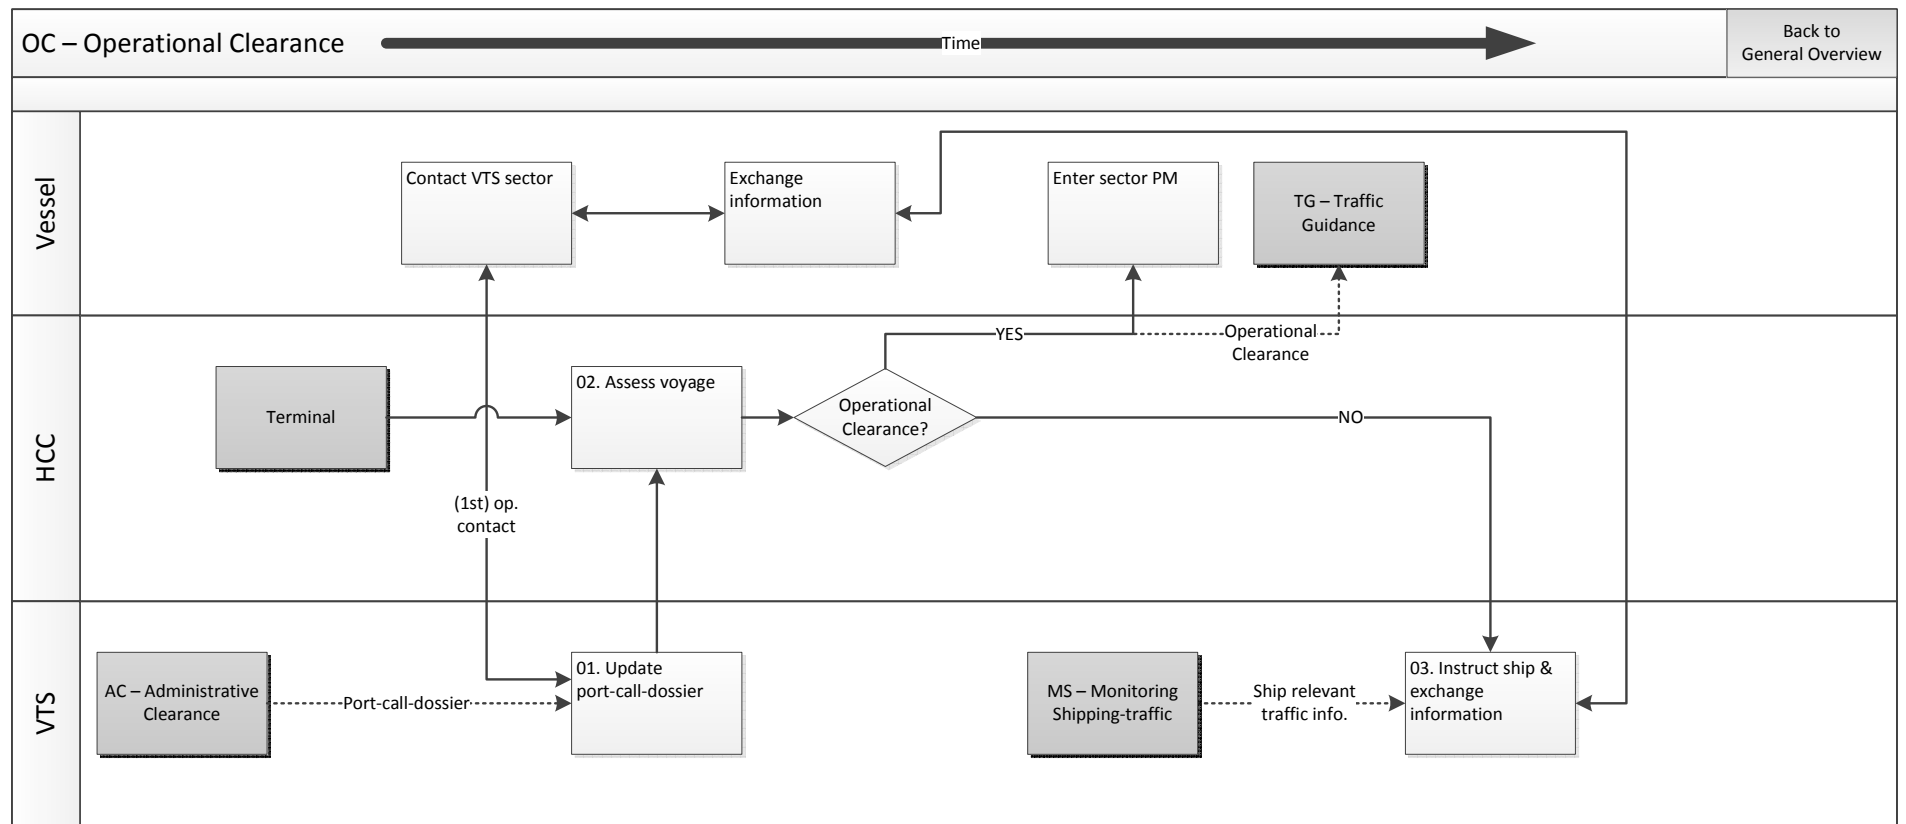 OC – Operational Clearance
Time
Back to
General Overview
Vessel
Contact VTS sector
Exchange
information
Enter sector PM
TG – Traffic
Guidance
YES
Operational
Clearance
HCC
Terminal
02. Assess voyage
Operational
Clearance?
NO
(1st) op.
contact
VTS
AC – Administrative
Clearance
Port-call-dossier
01. Update
port-call-dossier
MS – Monitoring
Shipping-traffic
Ship relevant
traffic info.
03. Instruct ship &
exchange
information